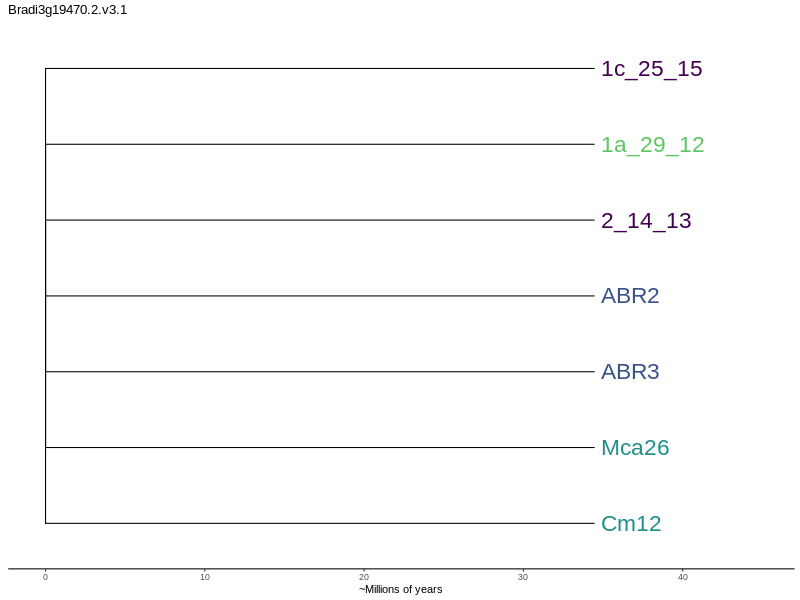 Bradi3g19470.2.v3.1
1c_25_15
1a_29_12
2_14_13
ABR2
ABR3
Mca26
Cm12
0 10 20 30 40
~Millions of years